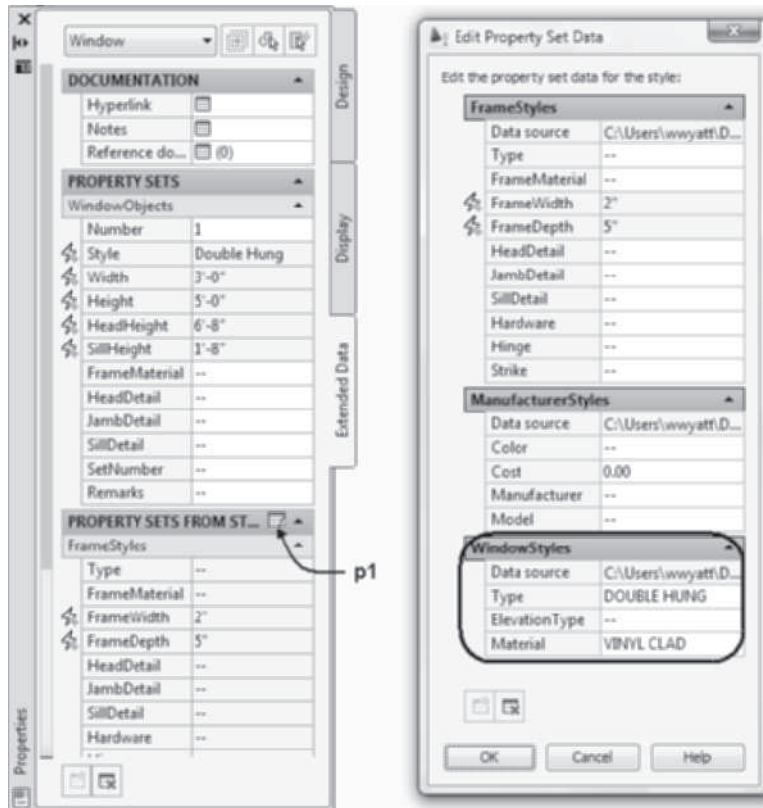 Window
DOCUMENTATION
Hyperlink
Notes
Reference do... (0)
PROPERTY SETS
WindowObjects
Number 1
Style Double Hung
Width 3'-0"
Height 5'-0"
HeadHeight 6'-8"
SillHeight 1'-8"
FrameMaterial --
HeadDetail --
JambDetail --
SillDetail --
SetNumber --
Remarks --
PROPERTY SETS FROM ST...
FrameStyles
Type --
FrameMaterial --
FrameWidth 2"
FrameDepth 5"
HeadDetail --
JambDetail --
SillDetail --
Hardware --
Properties
Design
Display
Extended Data
p1
Edit Property Set Data
Edit the property set data for the style:
FrameStyles
Data source C:\Users\wwyatt\D...
Type --
FrameMaterial --
FrameWidth 2"
FrameDepth 5"
HeadDetail --
JambDetail --
SillDetail --
Hardware --
Hinge --
Strike --
ManufacturerStyles
Data source C:\Users\wwyatt\D...
Color --
Cost 0.00
Manufacturer --
Model --
WindowStyles
Data source C:\Users\wwyatt\D...
Type DOUBLE HUNG
ElevationType --
Material VINYL CLAD
OK Cancel Help